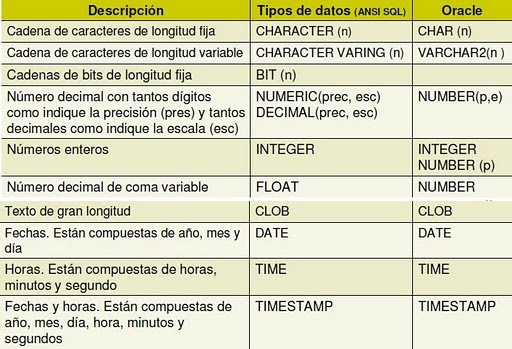 Descripción Tipos de datos (ANSI SQL) Oracle
Cadena de caracteres de longitud fija CHARACTER (n) CHAR (n)
Cadena de caracteres de longitud variable CHARACTER VARING (n) VARCHAR2(n )
Cadenas de bits de longitud fija BIT (n)
Número decimal con tantos dígitos NUMERIC(prec, esc) NUMBER(p,e)
como indique la precisión (pres) y tantos DECIMAL(prec, esc)
decimales como indique la escala (esc)
Números enteros INTEGER INTEGER
NUMBER (p)
Número decimal de coma variable FLOAT NUMBER
Texto de gran longitud CLOB CLOB
Fechas. Están compuestas de año, mes y DATE DATE
día
Horas. Están compuestas de horas, TIME TIME
minutos y segundo
Fechas y horas. Están compuestas de TIMESTAMP TIMESTAMP
año, mes, día, hora, minutos y
segundos